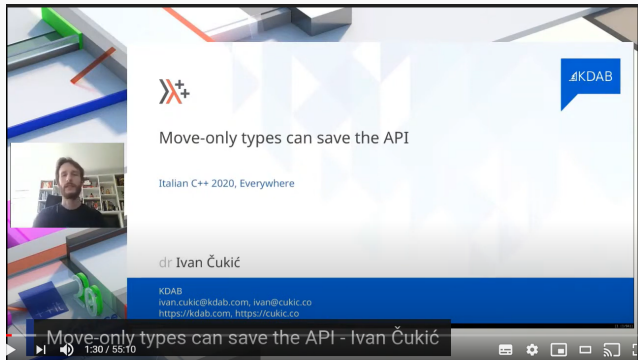 KDAB
Move-only types can save the API
Italian C++ 2020, Everywhere
dr Ivan Čukić
KDAB
ivan.cukic@kdab.com, ivan@cukic.co
https://kdab.com, https://cukic.co
Move-only types can save the API - Ivan Čukić
1:30 / 55:10